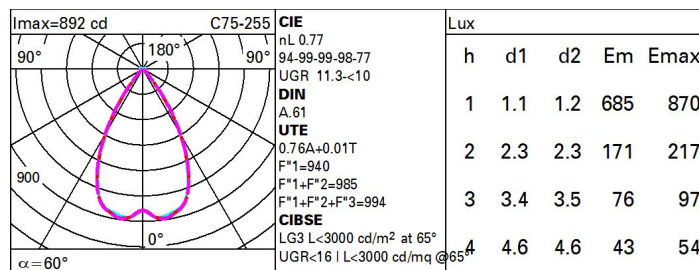 Imax=892 cd C75-255
90° 180° 90°
900
0°
α=60°
CIE
nL 0.77
94-99-99-98-77
UGR 11.3-<10
DIN
A.61
UTE
0.76A+0.01T
F"1=940
F"1+F"2=985
F"1+F"2+F"3=994
CIBSE
LG3 L<3000 cd/m² at 65°
UGR<16 | L<3000 cd/mq @65°
Lux
h d1 d2 Em Emax
1 1.1 1.2 685 870
2 2.3 2.3 171 217
3 3.4 3.5 76 97
4 4.6 4.6 43 54